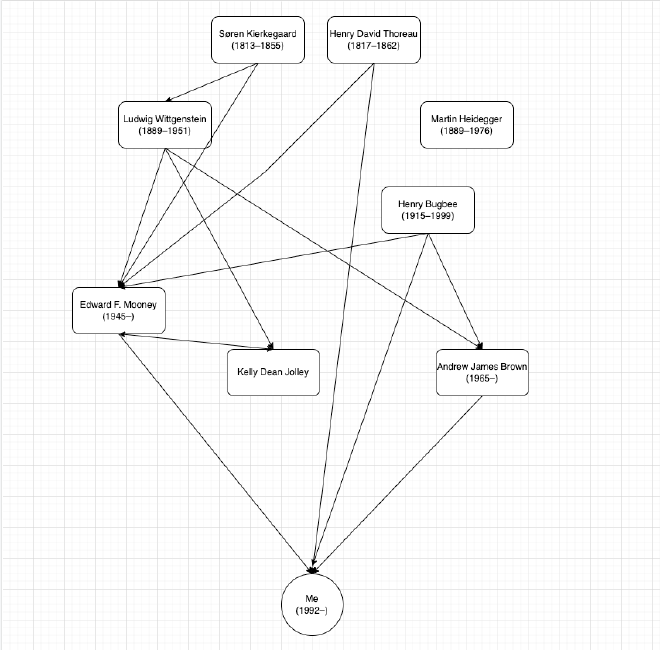 Søren Kierkegaard
(1813–1855)
Henry David Thoreau
(1817–1862)
Ludwig Wittgenstein
(1889–1951)
Martin Heidegger
(1889–1976)
Henry Bugbee
(1915–1999)
Edward F. Mooney
(1945–)
Kelly Dean Jolley
Andrew James Brown
(1965–)
Me
(1992–)